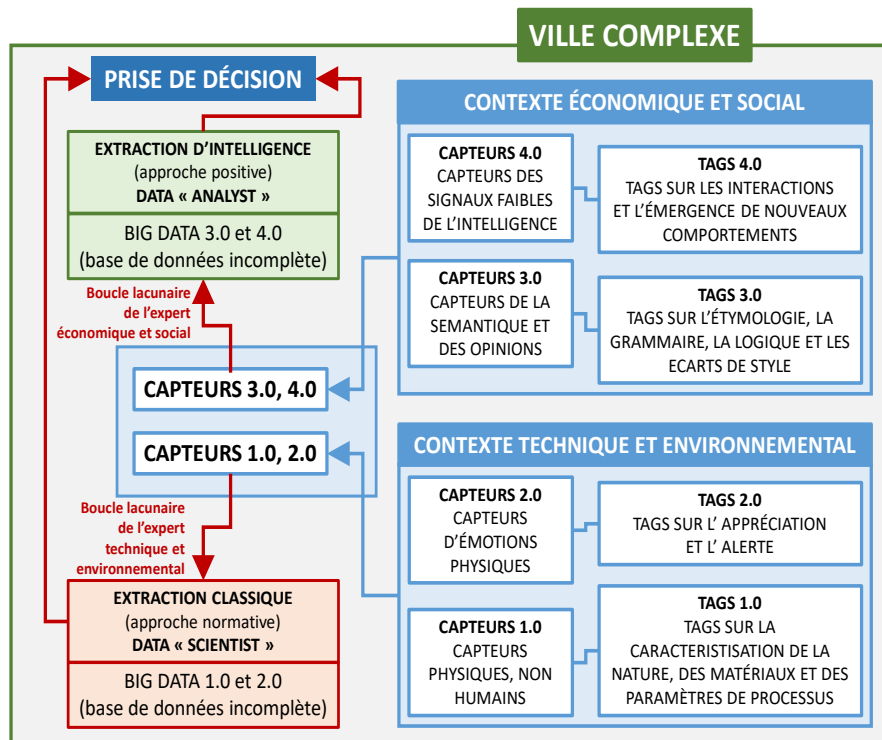 VILLE COMPLEXE
PRISE DE DÉCISION
EXTRACTION D’INTELLIGENCE
(approche positive)
DATA « ANALYST »
BIG DATA 3.0 et 4.0
(base de données incomplète)
Boucle lacunaire
de l’expert
économique et social
CAPTEURS 3.0, 4.0
CAPTEURS 1.0, 2.0
Boucle lacunaire
de l’expert
technique et
environnemental
EXTRACTION CLASSIQUE
(approche normative)
DATA « SCIENTIST »
BIG DATA 1.0 et 2.0
(base de données incomplète)
CONTEXTE ÉCONOMIQUE ET SOCIAL
CAPTEURS 4.0
CAPTEURS DES
SIGNAUX FAIBLES
DE L’INTELLIGENCE
TAGS 4.0
TAGS SUR LES INTERACTIONS
ET L’ÉMERGENCE DE NOUVEAUX
COMPORTEMENTS
CAPTEURS 3.0
CAPTEURS DE LA
SEMANTIQUE ET
DES OPINIONS
TAGS 3.0
TAGS SUR L’ÉTYMOLOGIE, LA
GRAMMAIRE, LA LOGIQUE ET LES
ECARTS DE STYLE
CONTEXTE TECHNIQUE ET ENVIRONNEMENTAL
CAPTEURS 2.0
CAPTEURS
D’ÉMOTIONS
PHYSIQUES
TAGS 2.0
TAGS SUR L’ APPRÉCIATION
ET L’ ALERTE
CAPTEURS 1.0
CAPTEURS
PHYSIQUES, NON
HUMAINS
TAGS 1.0
TAGS SUR LA
CARACTERISTISATION DE LA
NATURE, DES MATÉRIAUX ET DES
PARAMÈTRES DE PROCESSUS